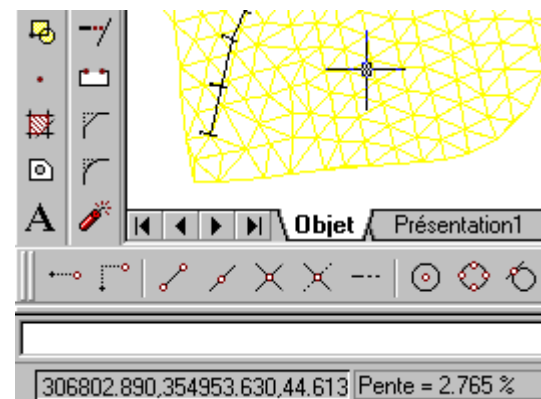 A
Objet Présentation1
306802.890,354953.630,44.613 Pente = 2.765 %